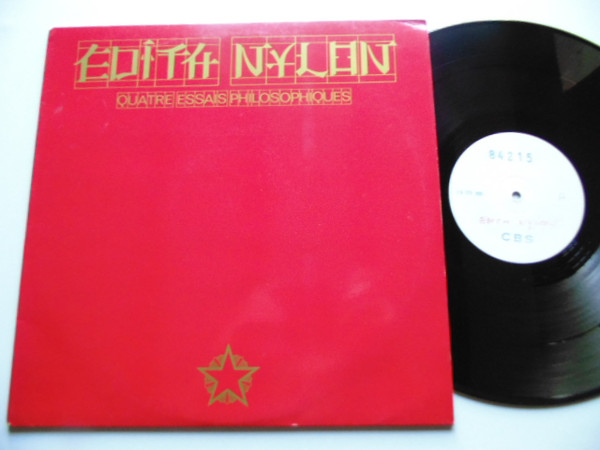 EDITH NYLON
QUATRE ESSAIS PHILOSOPHIQUES
84215
CBS